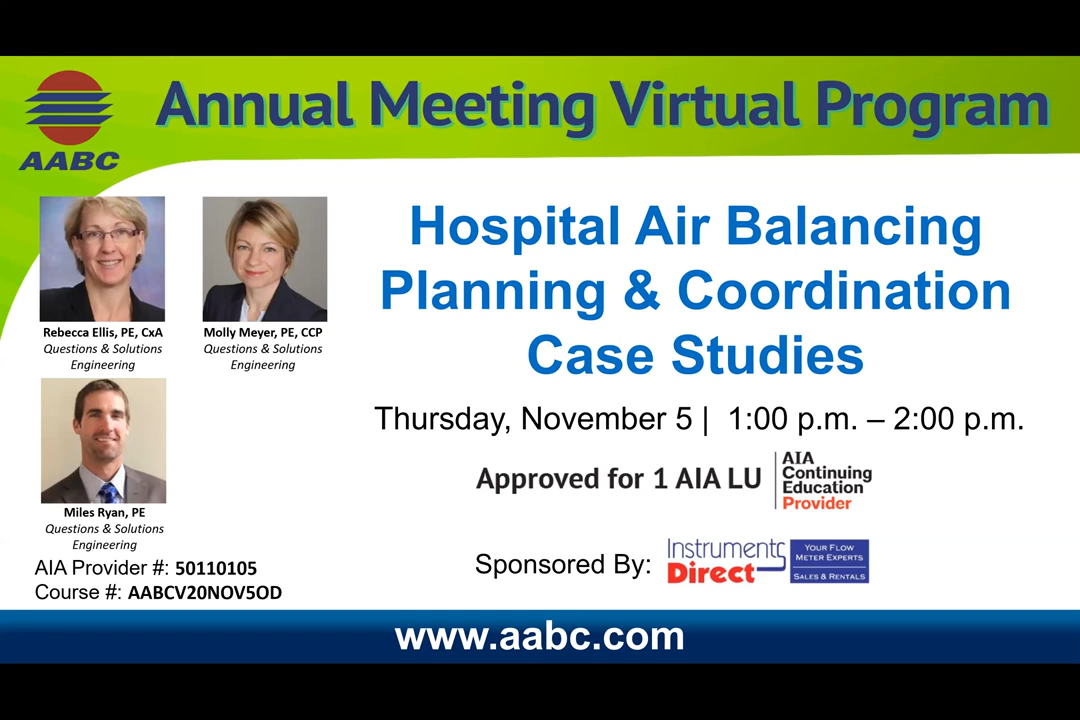 Annual Meeting Virtual Program
AABC
Hospital Air Balancing
Planning & Coordination
Case Studies
Rebecca Ellis, PE, CxA
Questions & Solutions
Engineering
Molly Meyer, PE, CCP
Questions & Solutions
Engineering
Miles Ryan, PE
Questions & Solutions
Engineering
Thursday, November 5 | 1:00 p.m. – 2:00 p.m.
Approved for 1 AIA LU
AIA
Continuing
Education
Provider
Sponsored By:
Instruments
Direct
YOUR FLOW
METER EXPERTS
SALES & RENTALS
AIA Provider #: 50110105
Course #: AABCV20NOV5OD
www.aabc.com